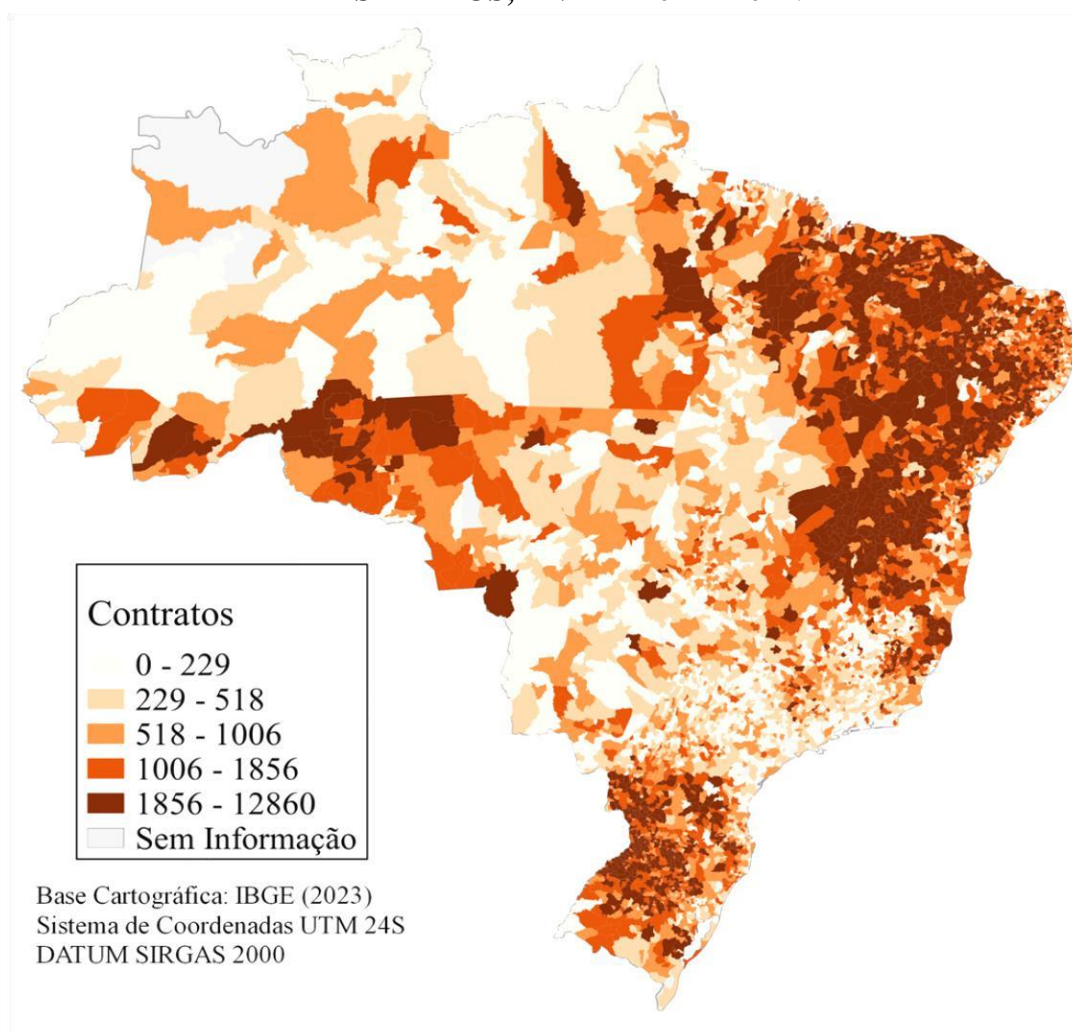 Contratos
0 - 229
229 - 518
518 - 1006
1006 - 1856
1856 - 12860
Sem Informação
Base Cartográfica: IBGE (2023)
Sistema de Coordenadas UTM 24S
DATUM SIRGAS 2000